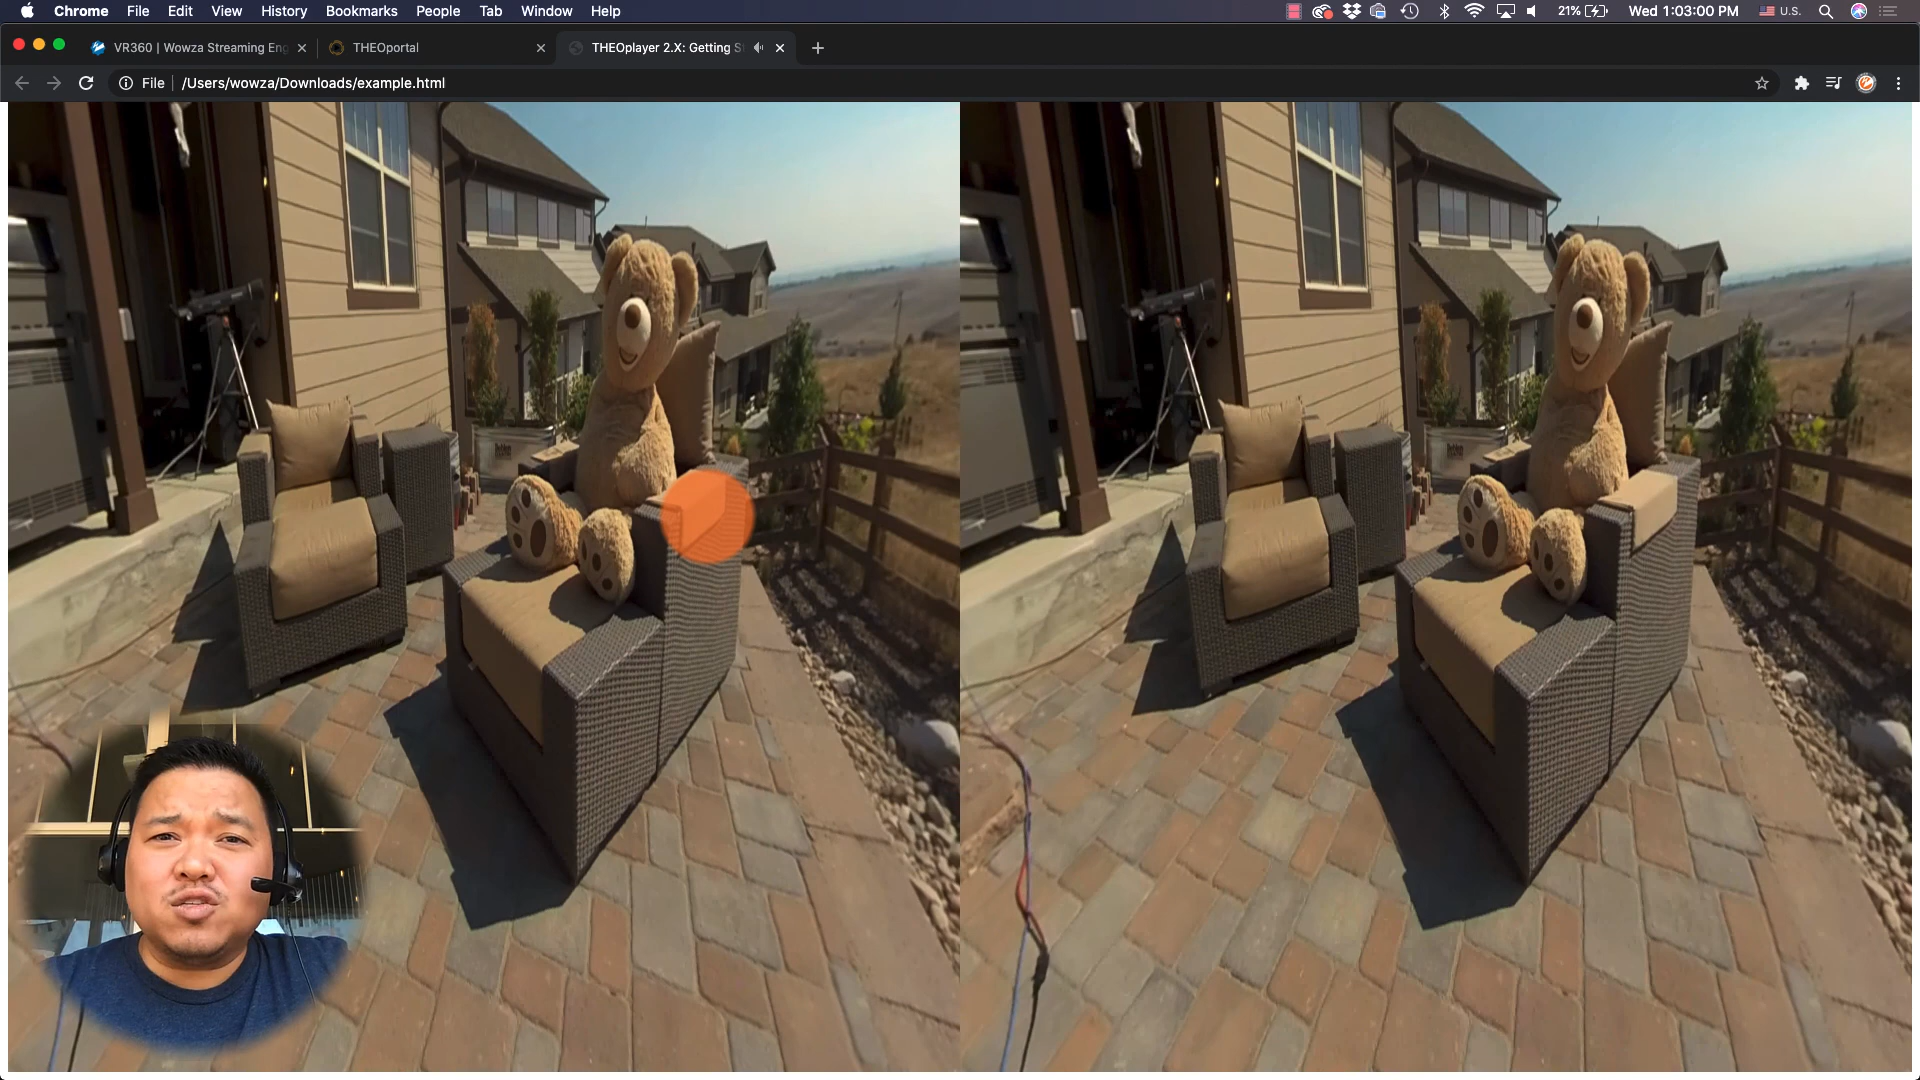 Chrome File Edit View History Bookmarks People Tab Window Help 21% Wed 1:03:00 PM U.S.
VR360 | Wowza Streaming Eng THEOportal THEOplayer 2.X: Getting S
File /Users/wowza/Downloads/example.html